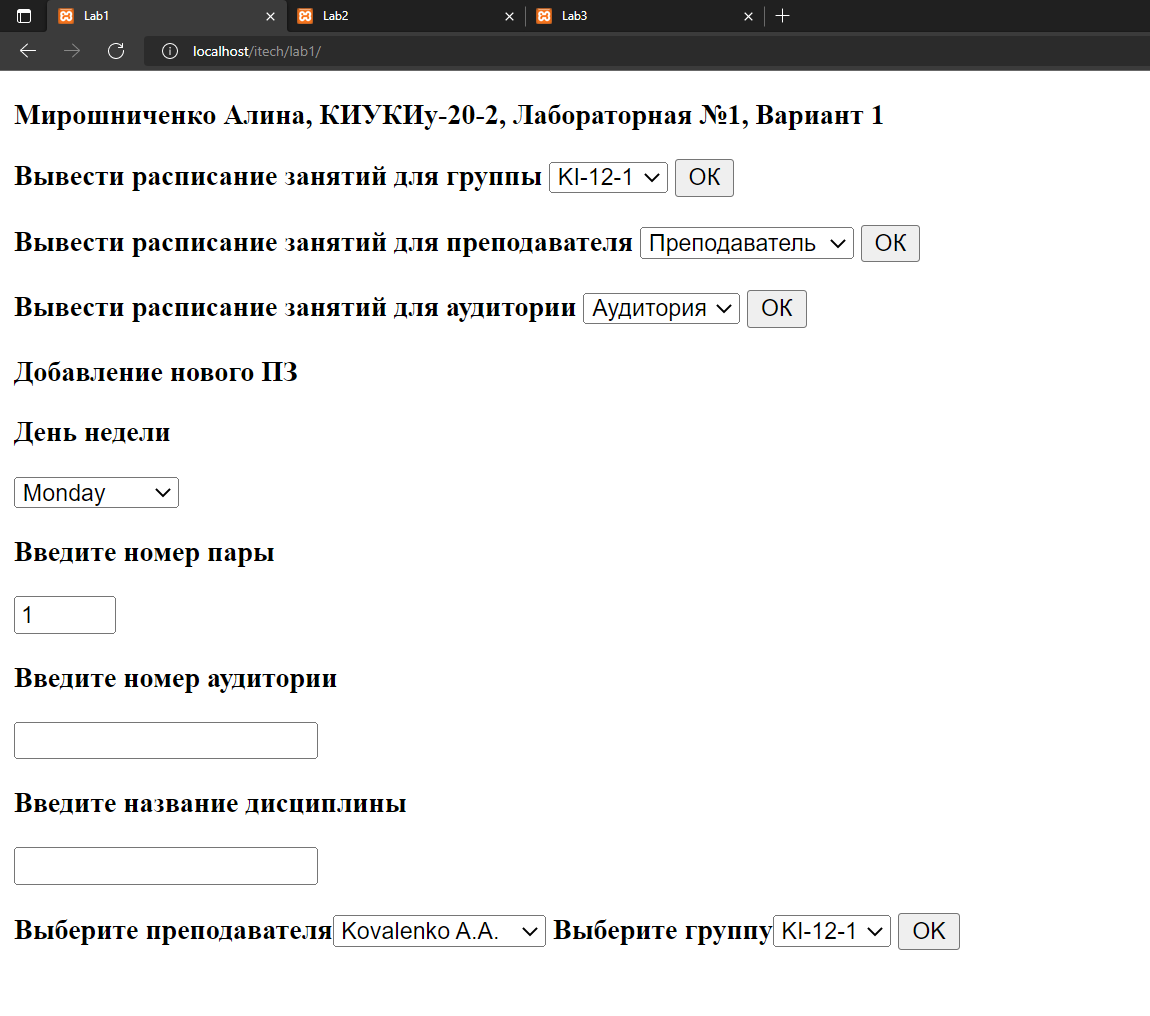 Lab1 Lab2 Lab3
localhost/itech/lab1/
Мирошниченко Алина, КИУКИу-20-2, Лабораторная №1, Вариант 1
Вывести расписание занятий для группы KI-12-1 ОК
Вывести расписание занятий для преподавателя Преподаватель ОК
Вывести расписание занятий для аудитории Аудитория ОК
Добавление нового ПЗ
День недели
Monday
Введите номер пары
1
Введите номер аудитории
Введите название дисциплины
Выберите преподавателя Kovalenko A.A. Выберите группу KI-12-1 OK